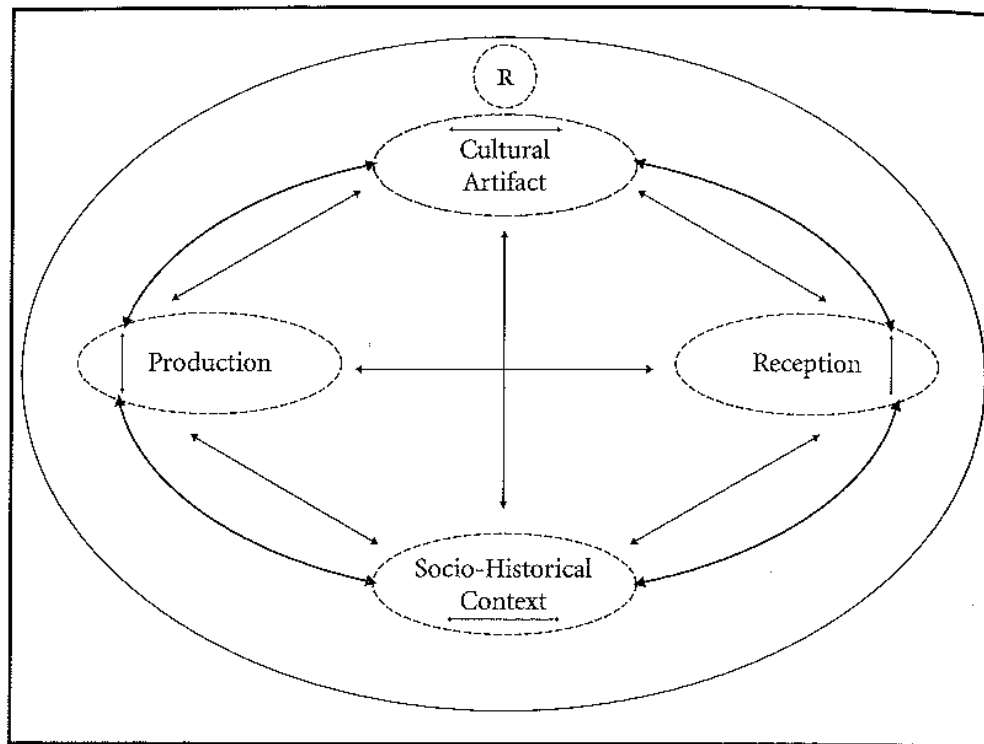 R
Cultural
Artifact
Production
Reception
Socio-Historical
Context